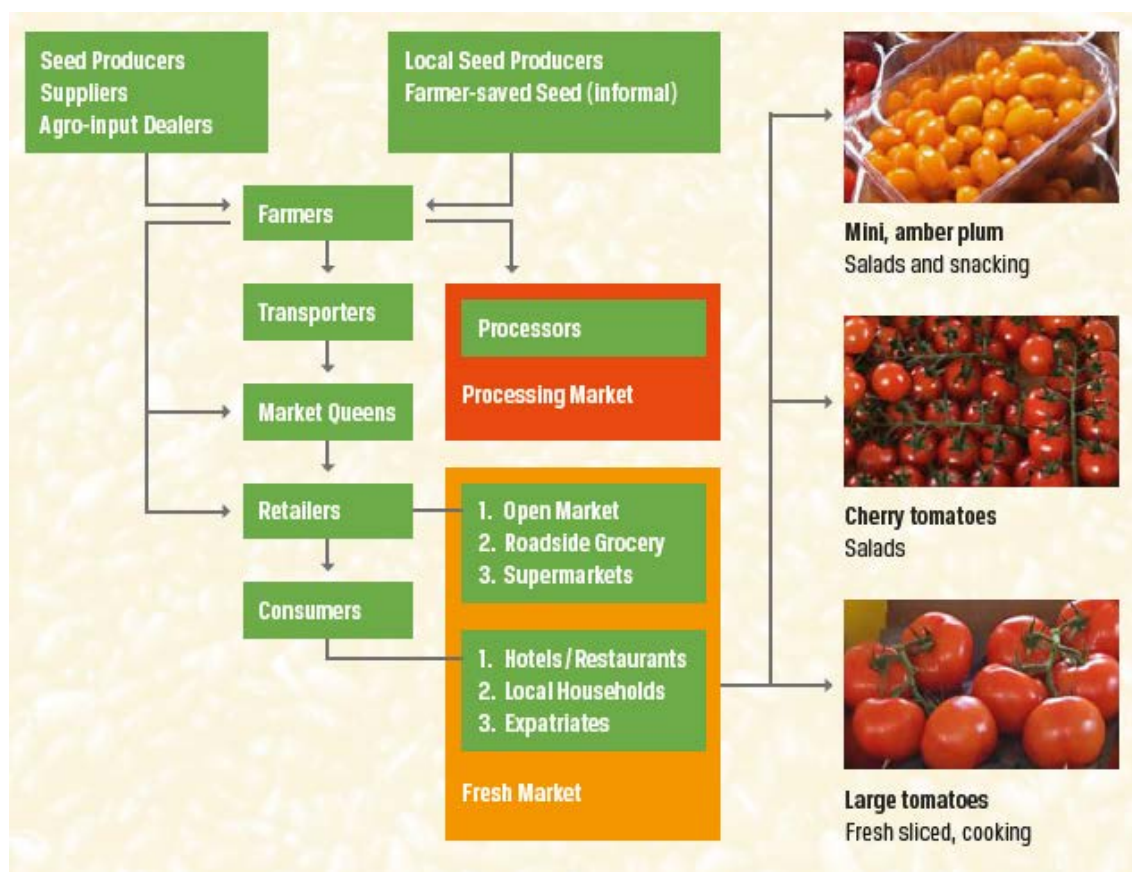 Seed Producers
Suppliers
Agro-input Dealers
Local Seed Producers
Farmer-saved Seed (informal)
Farmers
Transporters
Processors
Processing Market
Market Queens
Retailers
1. Open Market
2. Roadside Grocery
3. Supermarkets
Consumers
1. Hotels/Restaurants
2. Local Households
3. Expatriates
Fresh Market
Mini, amber plum
Salads and snacking
Cherry tomatoes
Salads
Large tomatoes
Fresh sliced, cooking